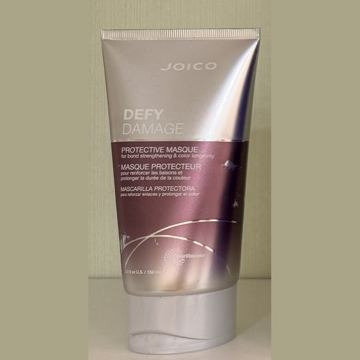 JOICO
DEFY
DAMAGE
PROTECTIVE MASQUE
for bond strengthening & color longevity
MASQUE PROTECTEUR
pour renforcer les liaisons et
prolonger la durée de la couleur
MASCARILLA PROTECTORA
para reforzar enlaces y prolongar el color